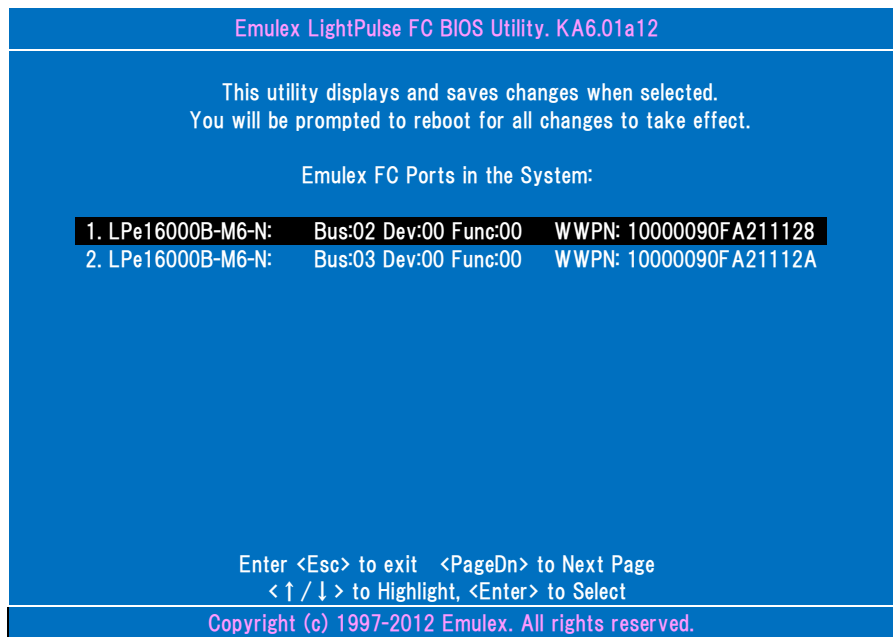 Emulex LightPulse FC BIOS Utility. KA6.01a12
This utility displays and saves changes when selected.
You will be prompted to reboot for all changes to take effect.
Emulex FC Ports in the System:
1. LPe16000B-M6-N: Bus:02 Dev:00 Func:00 WWPN: 10000090FA211128
2. LPe16000B-M6-N: Bus:03 Dev:00 Func:00 WWPN: 10000090FA21112A
Enter <Esc> to exit <PageDn> to Next Page
<↑/↓> to Highlight, <Enter> to Select
Copyright (c) 1997-2012 Emulex. All rights reserved.